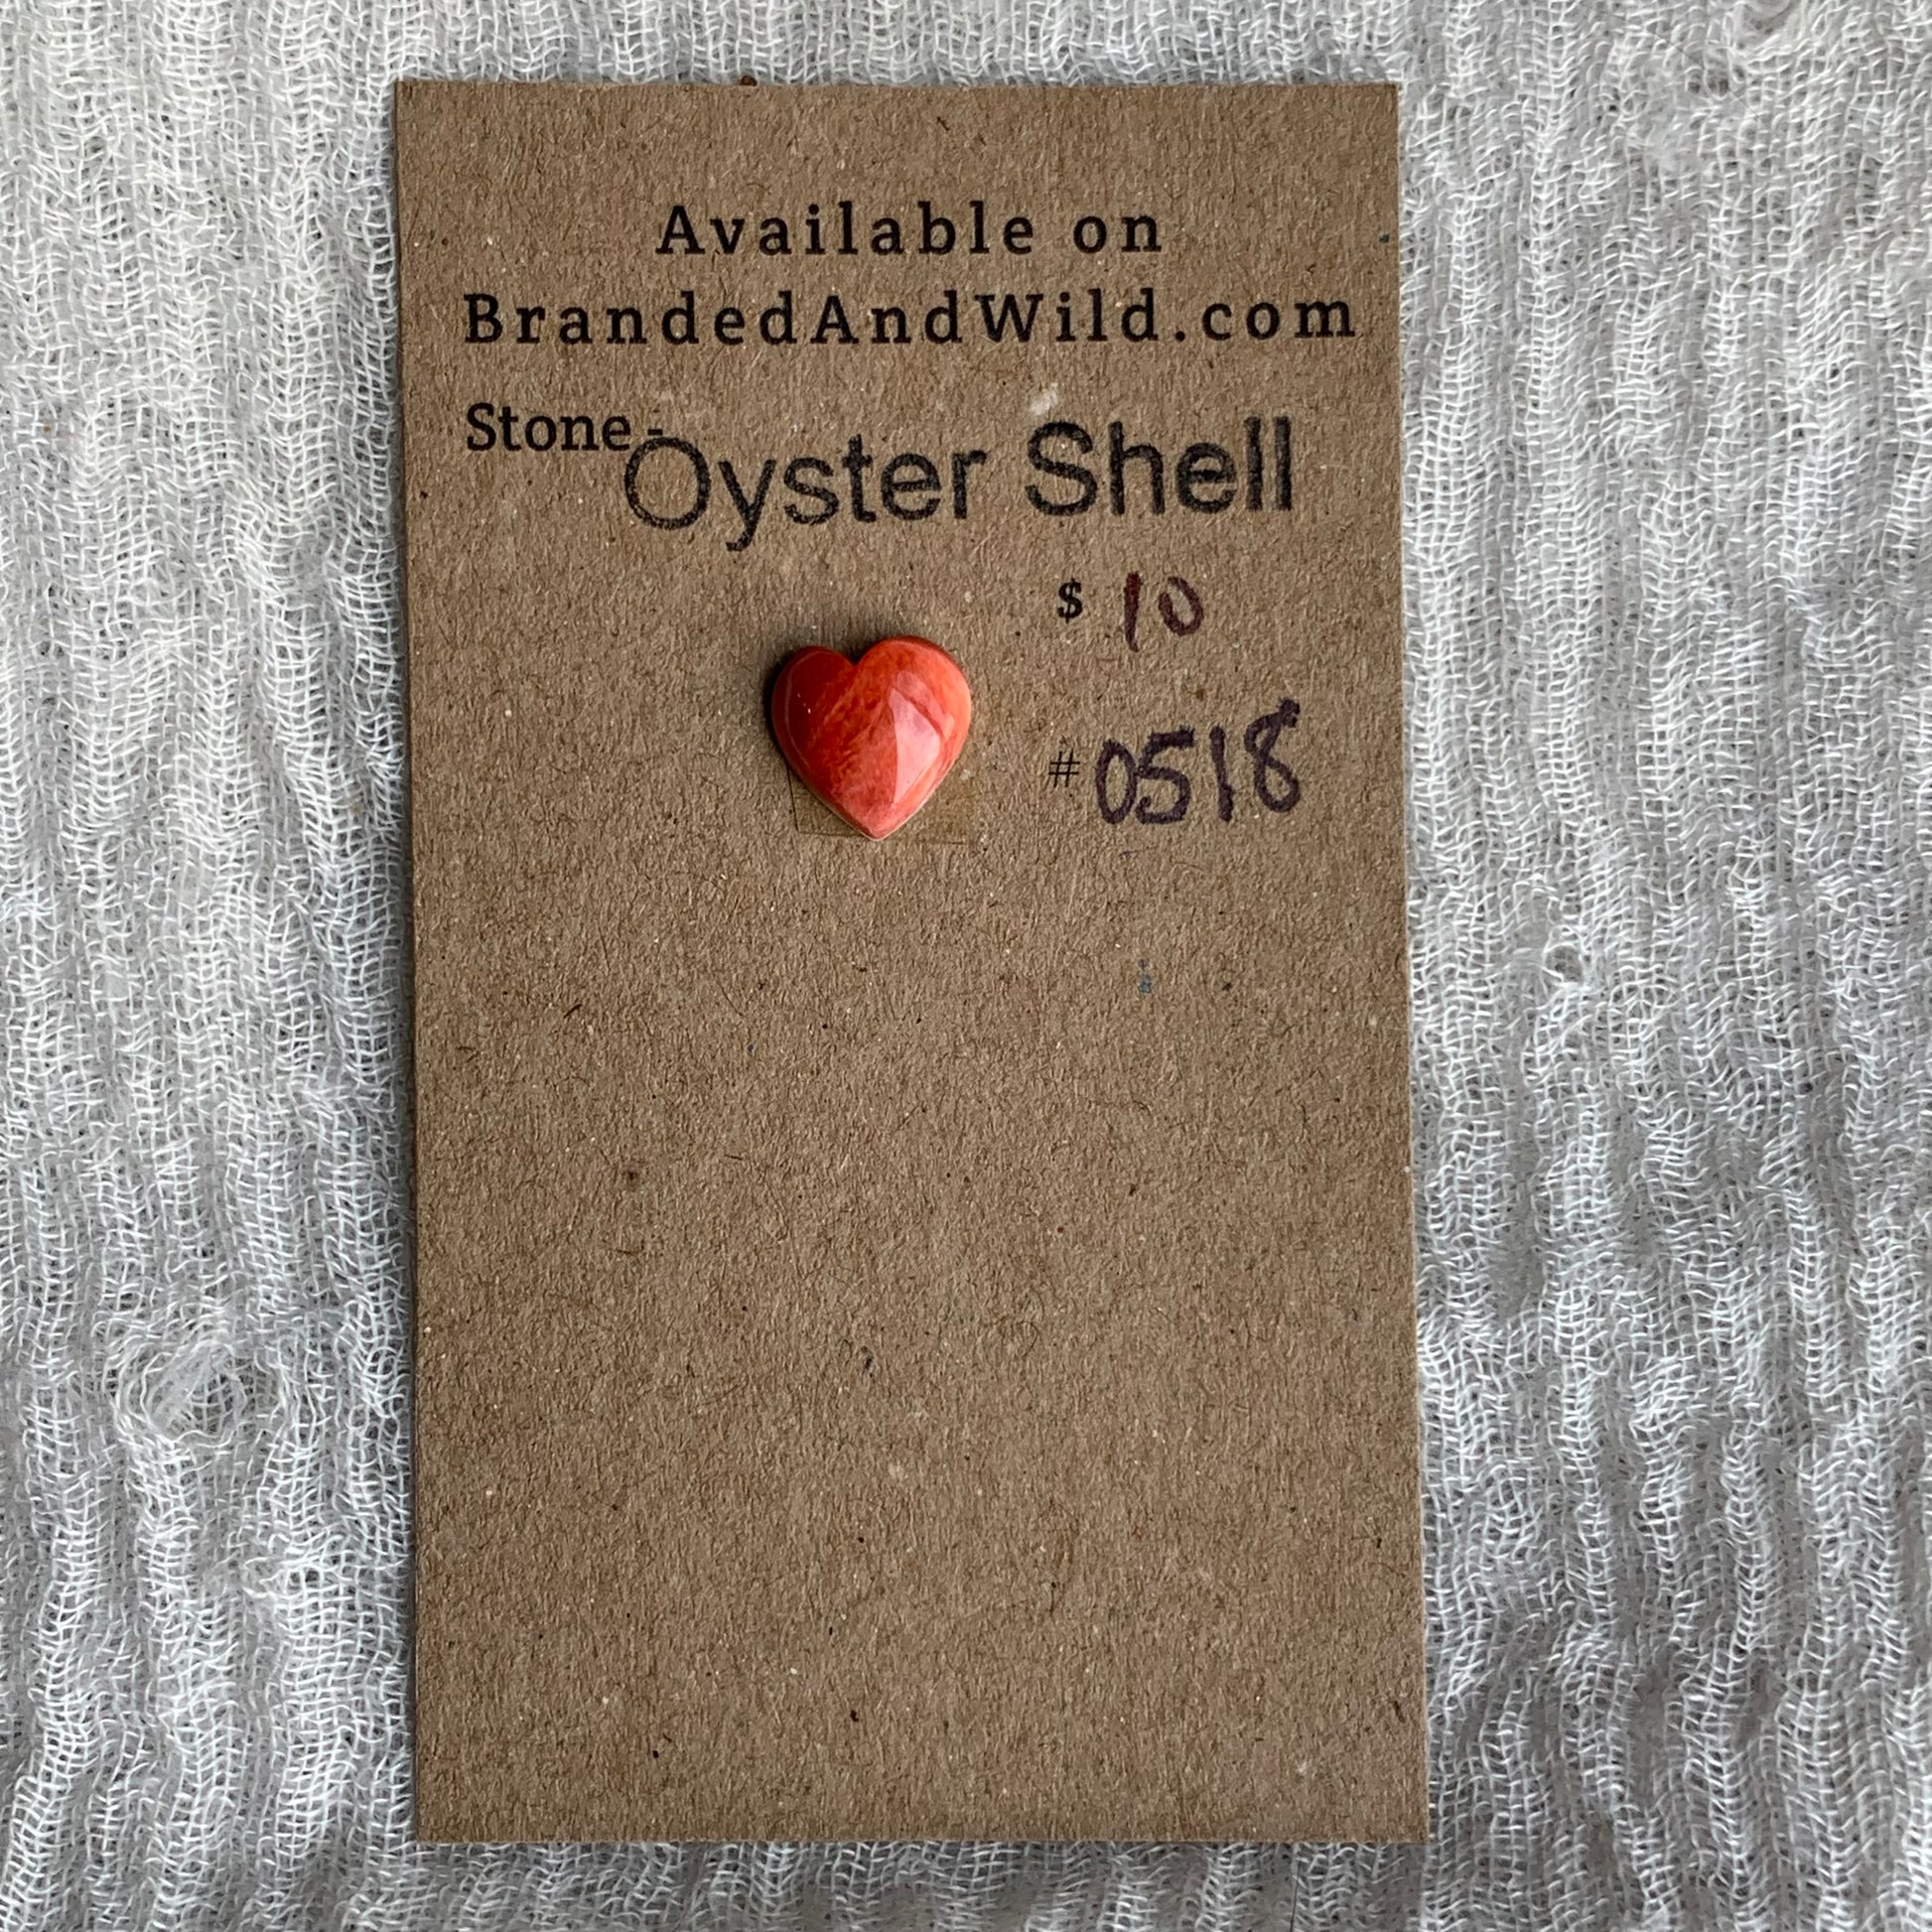 Available on
BrandedAndWild.com
Stone - Oyster Shell
$ 10
# 0518